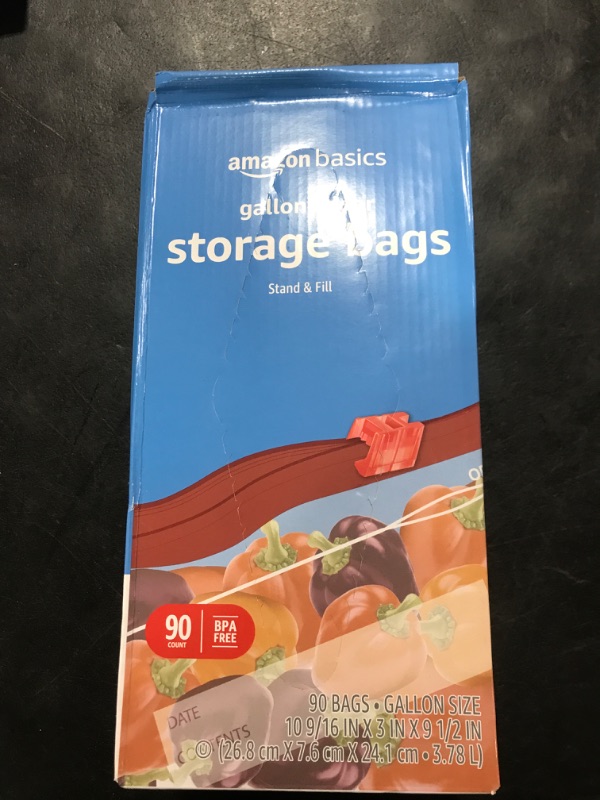 amazon basics
gallon
storage bags
Stand & Fill
90
COUNT
BPA
FREE
DATE
90 BAGS • GALLON SIZE
10 9/16 IN X 3 IN X 9 1/2 IN
(26.8 cm X 7.6 cm X 24.1 cm • 3.78 L)